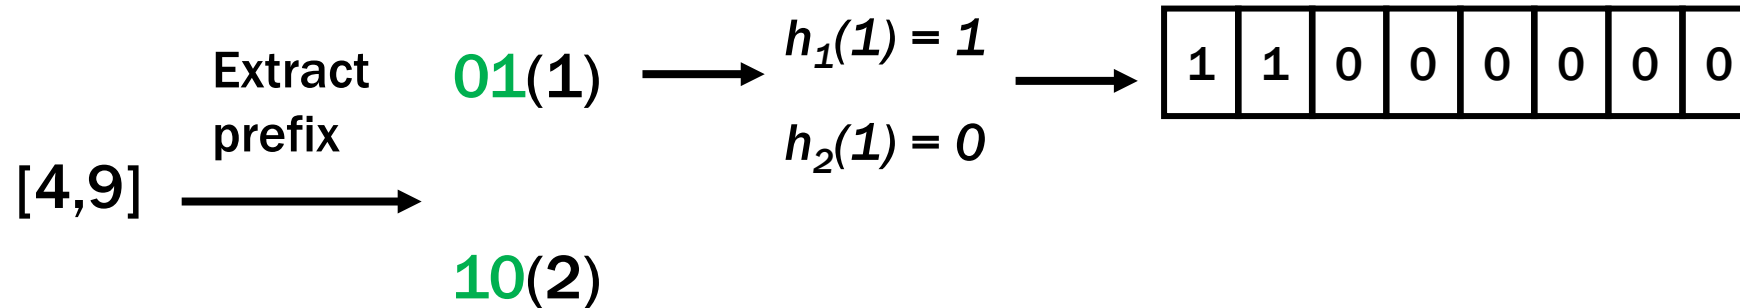 [4,9]
Extract
prefix
01(1)
10(2)
h₁(1) = 1
h₂(1) = 0
1 1 0 0 0 0 0 0